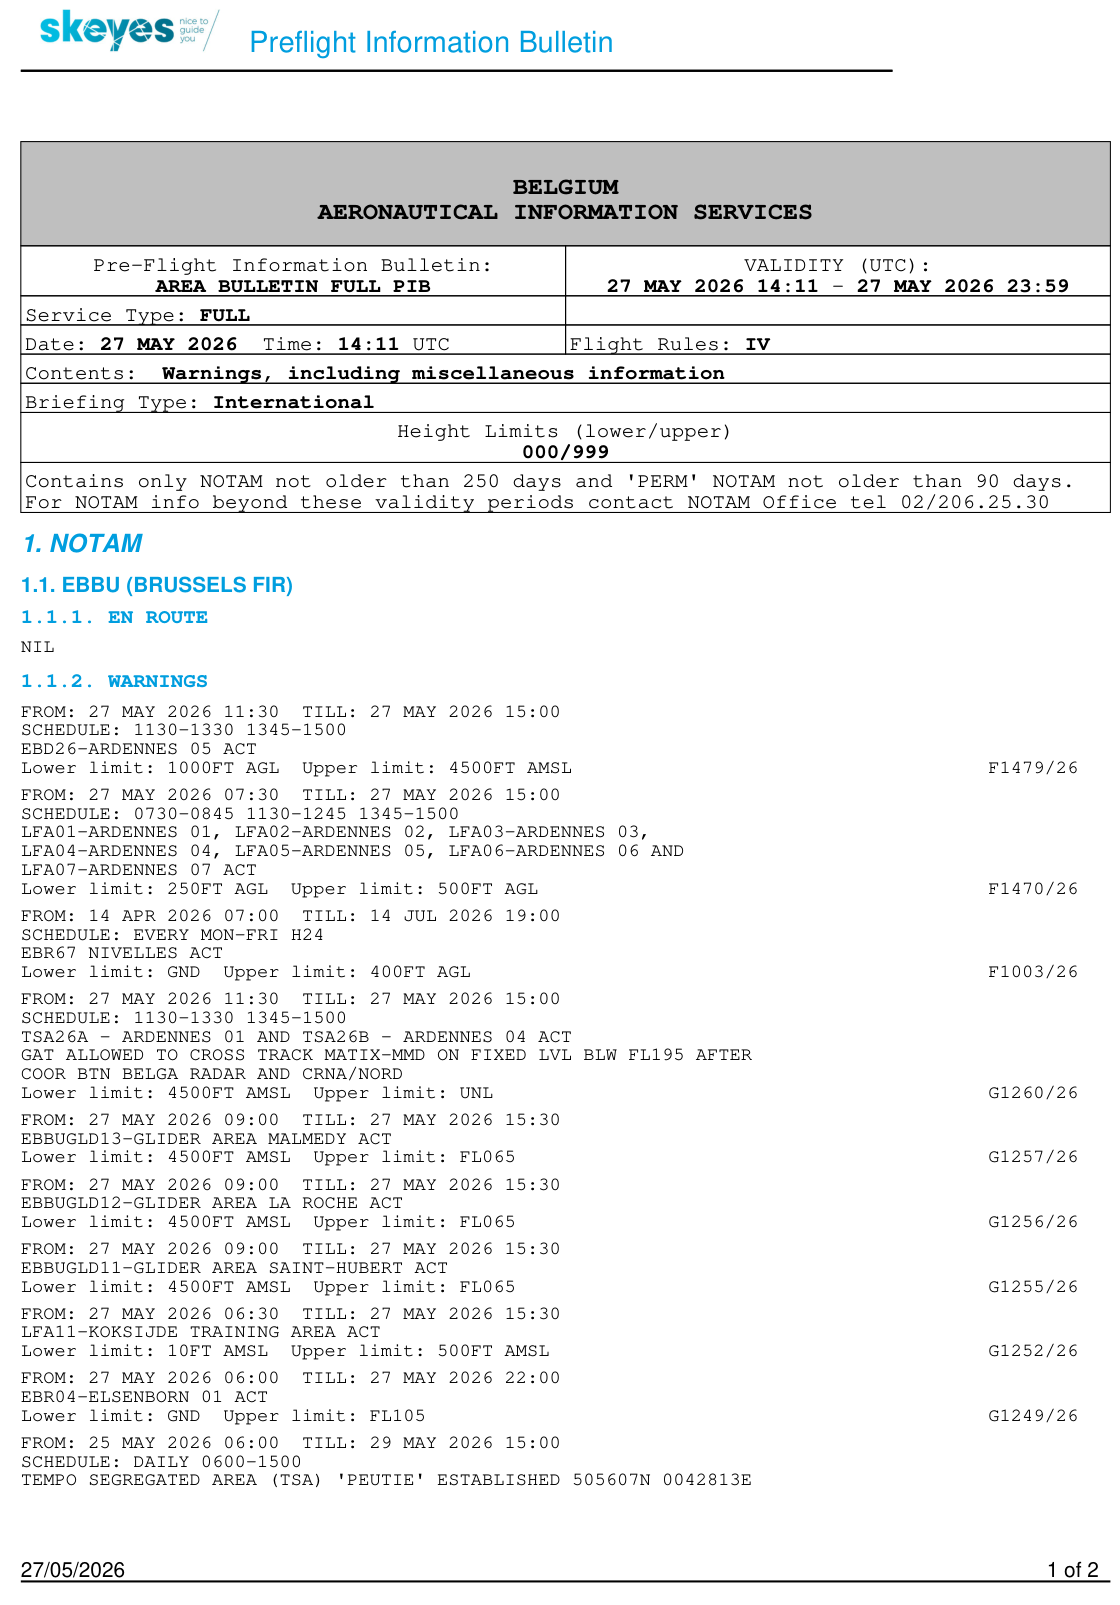 skeyes nice to guide you
Preflight Information Bulletin
BELGIUM
AERONAUTICAL INFORMATION SERVICES
Pre-Flight Information Bulletin:
AREA BULLETIN FULL PIB
VALIDITY (UTC):
27 MAY 2026 14:11 - 27 MAY 2026 23:59
Service Type: FULL
Date: 27 MAY 2026  Time: 14:11 UTC
Flight Rules: IV
Contents:  Warnings, including miscellaneous information
Briefing Type: International
Height Limits (lower/upper)
000/999
Contains only NOTAM not older than 250 days and 'PERM' NOTAM not older than 90 days.
For NOTAM info beyond these validity periods contact NOTAM Office tel 02/206.25.30
1. NOTAM
1.1. EBBU (BRUSSELS FIR)
1.1.1. EN ROUTE
NIL
1.1.2. WARNINGS
FROM: 27 MAY 2026 11:30  TILL: 27 MAY 2026 15:00
SCHEDULE: 1130-1330 1345-1500
EBD26-ARDENNES 05 ACT
Lower limit: 1000FT AGL  Upper limit: 4500FT AMSL F1479/26
FROM: 27 MAY 2026 07:30  TILL: 27 MAY 2026 15:00
SCHEDULE: 0730-0845 1130-1245 1345-1500
LFA01-ARDENNES 01, LFA02-ARDENNES 02, LFA03-ARDENNES 03,
LFA04-ARDENNES 04, LFA05-ARDENNES 05, LFA06-ARDENNES 06 AND
LFA07-ARDENNES 07 ACT
Lower limit: 250FT AGL  Upper limit: 500FT AGL F1470/26
FROM: 14 APR 2026 07:00  TILL: 14 JUL 2026 19:00
SCHEDULE: EVERY MON-FRI H24
EBR67 NIVELLES ACT
Lower limit: GND  Upper limit: 400FT AGL F1003/26
FROM: 27 MAY 2026 11:30  TILL: 27 MAY 2026 15:00
SCHEDULE: 1130-1330 1345-1500
TSA26A - ARDENNES 01 AND TSA26B - ARDENNES 04 ACT
GAT ALLOWED TO CROSS TRACK MATIX-MMD ON FIXED LVL BLW FL195 AFTER
COOR BTN BELGA RADAR AND CRNA/NORD
Lower limit: 4500FT AMSL  Upper limit: UNL G1260/26
FROM: 27 MAY 2026 09:00  TILL: 27 MAY 2026 15:30
EBBUGLD13-GLIDER AREA MALMEDY ACT
Lower limit: 4500FT AMSL  Upper limit: FL065 G1257/26
FROM: 27 MAY 2026 09:00  TILL: 27 MAY 2026 15:30
EBBUGLD12-GLIDER AREA LA ROCHE ACT
Lower limit: 4500FT AMSL  Upper limit: FL065 G1256/26
FROM: 27 MAY 2026 09:00  TILL: 27 MAY 2026 15:30
EBBUGLD11-GLIDER AREA SAINT-HUBERT ACT
Lower limit: 4500FT AMSL  Upper limit: FL065 G1255/26
FROM: 27 MAY 2026 06:30  TILL: 27 MAY 2026 15:30
LFA11-KOKSIJDE TRAINING AREA ACT
Lower limit: 10FT AMSL  Upper limit: 500FT AMSL G1252/26
FROM: 27 MAY 2026 06:00  TILL: 27 MAY 2026 22:00
EBR04-ELSENBORN 01 ACT
Lower limit: GND  Upper limit: FL105 G1249/26
FROM: 25 MAY 2026 06:00  TILL: 29 MAY 2026 15:00
SCHEDULE: DAILY 0600-1500
TEMPO SEGREGATED AREA (TSA) 'PEUTIE' ESTABLISHED 505607N 0042813E
27/05/2026
1 of 2